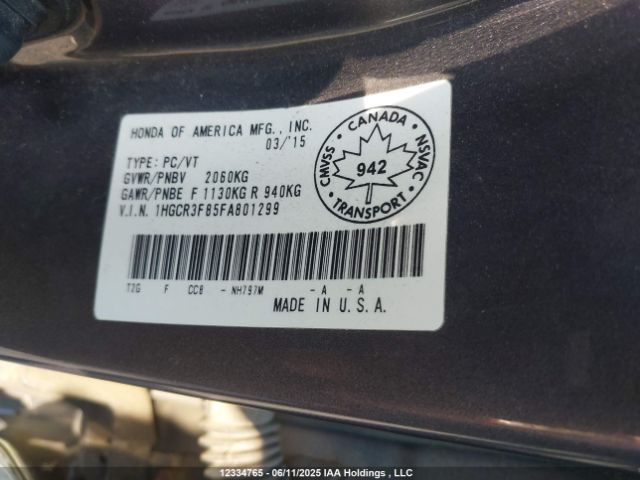 HONDA OF AMERICA MFG., INC.
03/'15
TYPE: PC/VT
GVWR/PNBV 2060KG
GAWR/PNBE F 1130KG R 940KG
V.I.N. 1HGCR3F85FA801299
CANADA
CMVSS
942
NSVAC
TRANSPORT
T2G F CC8 - NH797M - A - A
MADE IN U.S.A.
12334765 - 06/11/2025 IAA Holdings , LLC